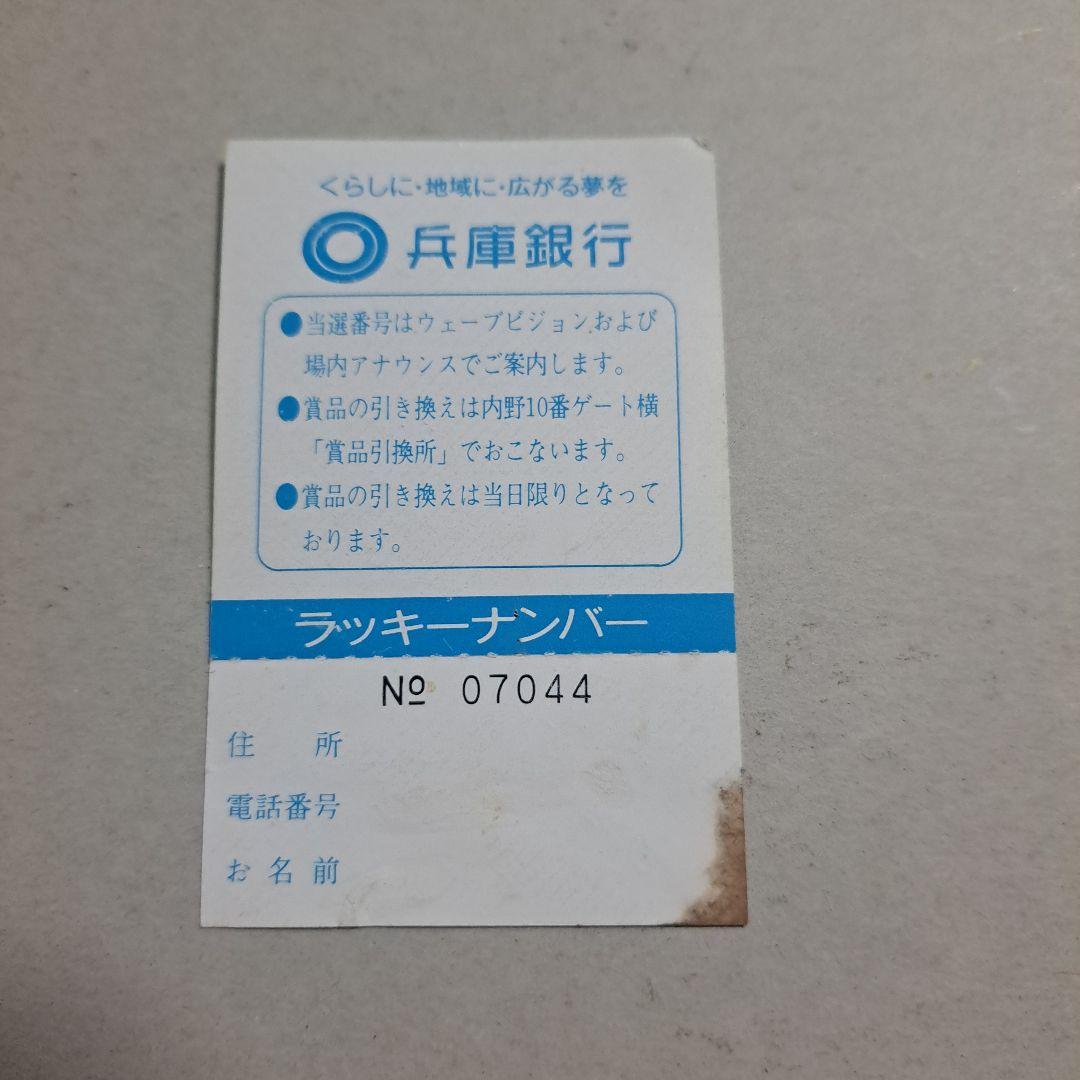 くらしに・地域に・広がる夢を
兵庫銀行
●当選番号はウェーブビジョンおよび
場内アナウンスでご案内します。
●賞品の引き換えは内野10番ゲート横
「賞品引換所」でおこないます。
●賞品の引き換えは当日限りとなって
おります。
ラッキーナンバー
№ 07044
住 所
電話番号
お名前